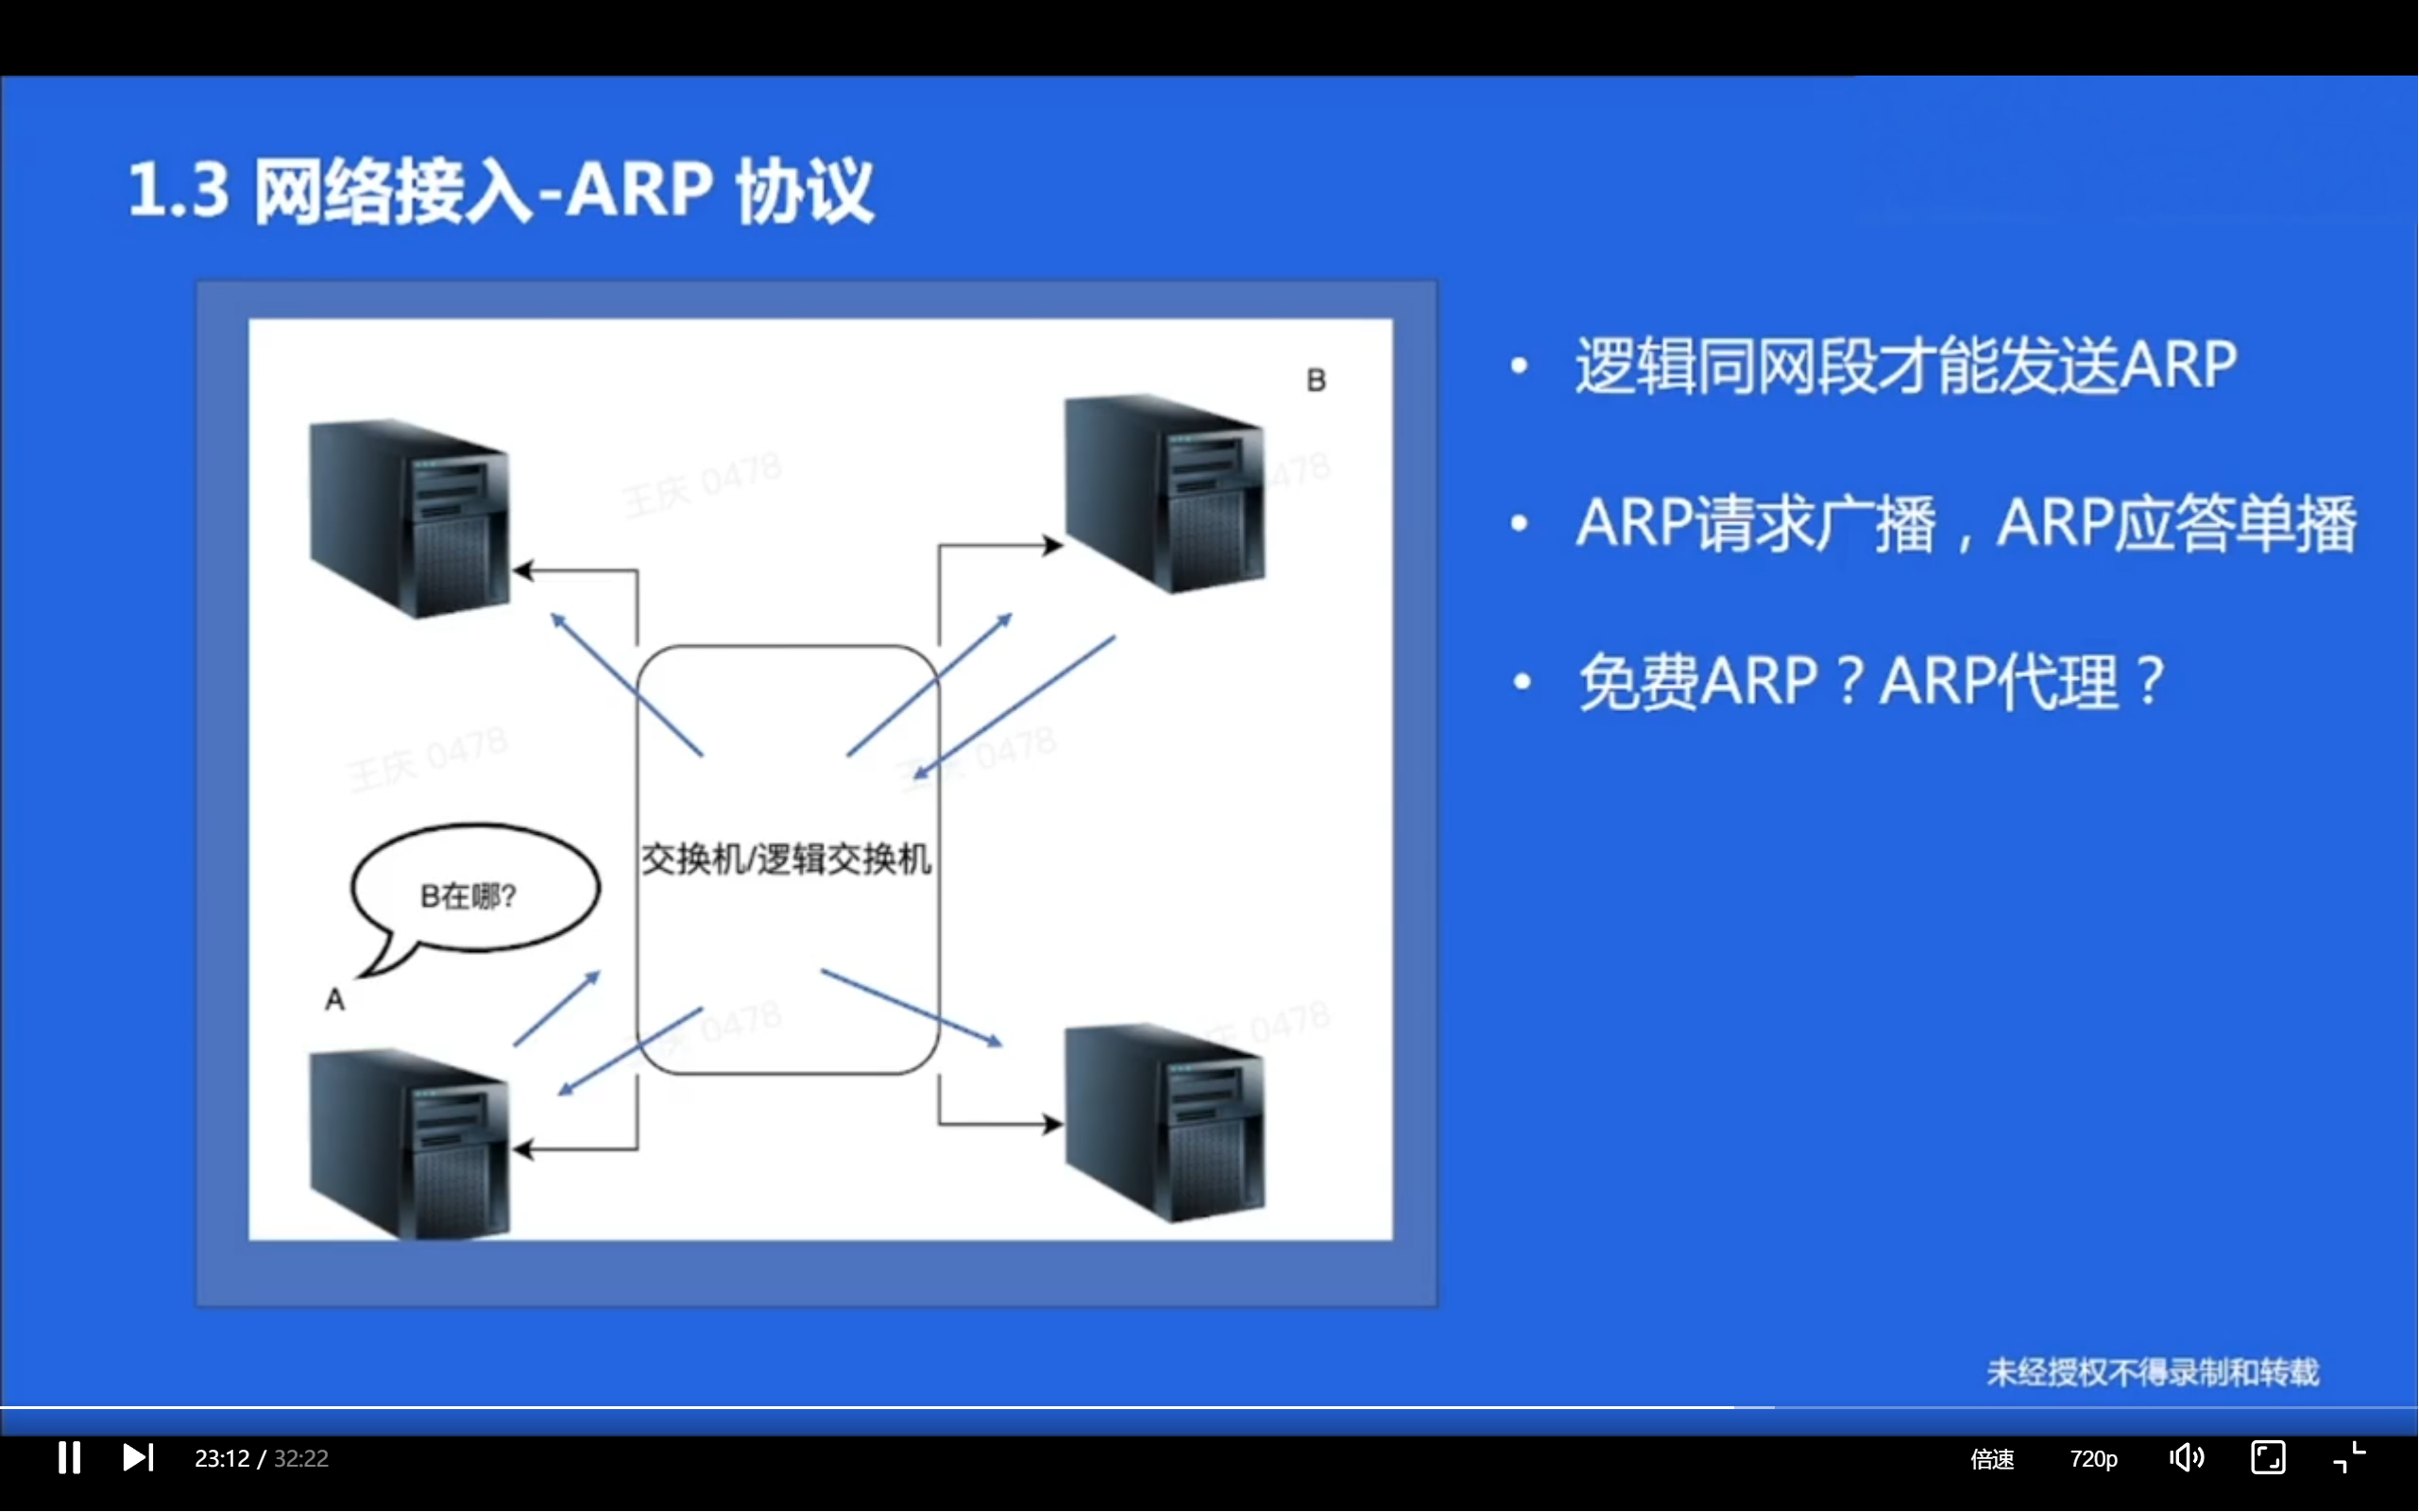 1.3 网络接入-ARP 协议
B
王庆 0478
0478
王庆 0478
王庆 0478
B在哪?
交换机/逻辑交换机
A
0478
庆 0478
• 逻辑同网段才能发送ARP
• ARP请求广播，ARP应答单播
• 免费ARP？ARP代理？
未经授权不得录制和转载
23:12 / 32:22
倍速
720p